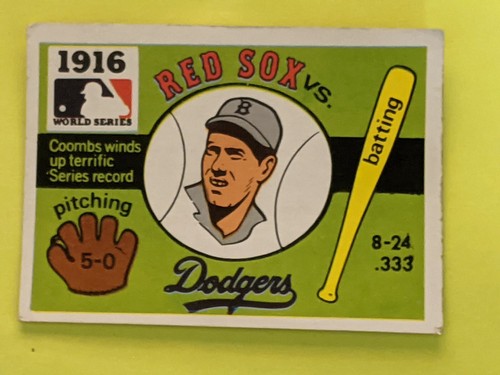 1916
WORLD SERIES
RED SOX VS.
Coombs winds
up terrific
Series record
pitching
5-0
B
batting
8-24
.333
Dodgers